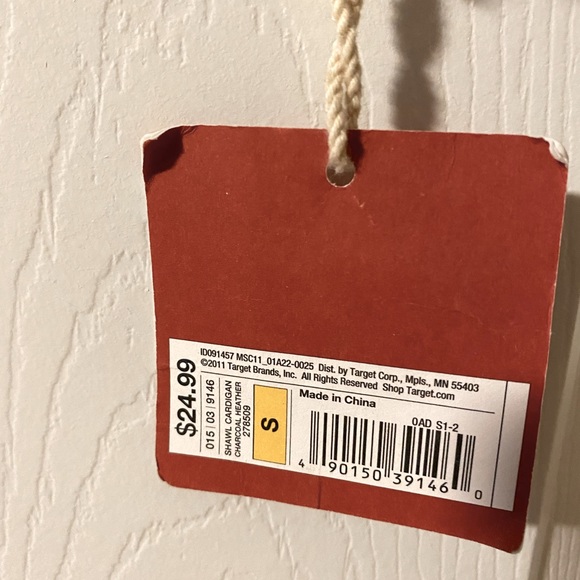 ID091457 MSC11_01A22-0025 Dist. by Target Corp., Mpls., MN 55403
©2011 Target Brands, Inc. All Rights Reserved Shop Target.com
$24.99
015 | 03 | 9146
SHAWL CARDIGAN
CHARCOAL HEATHER
278509
S
Made in China
0AD S1-2
4 90150 39146 0